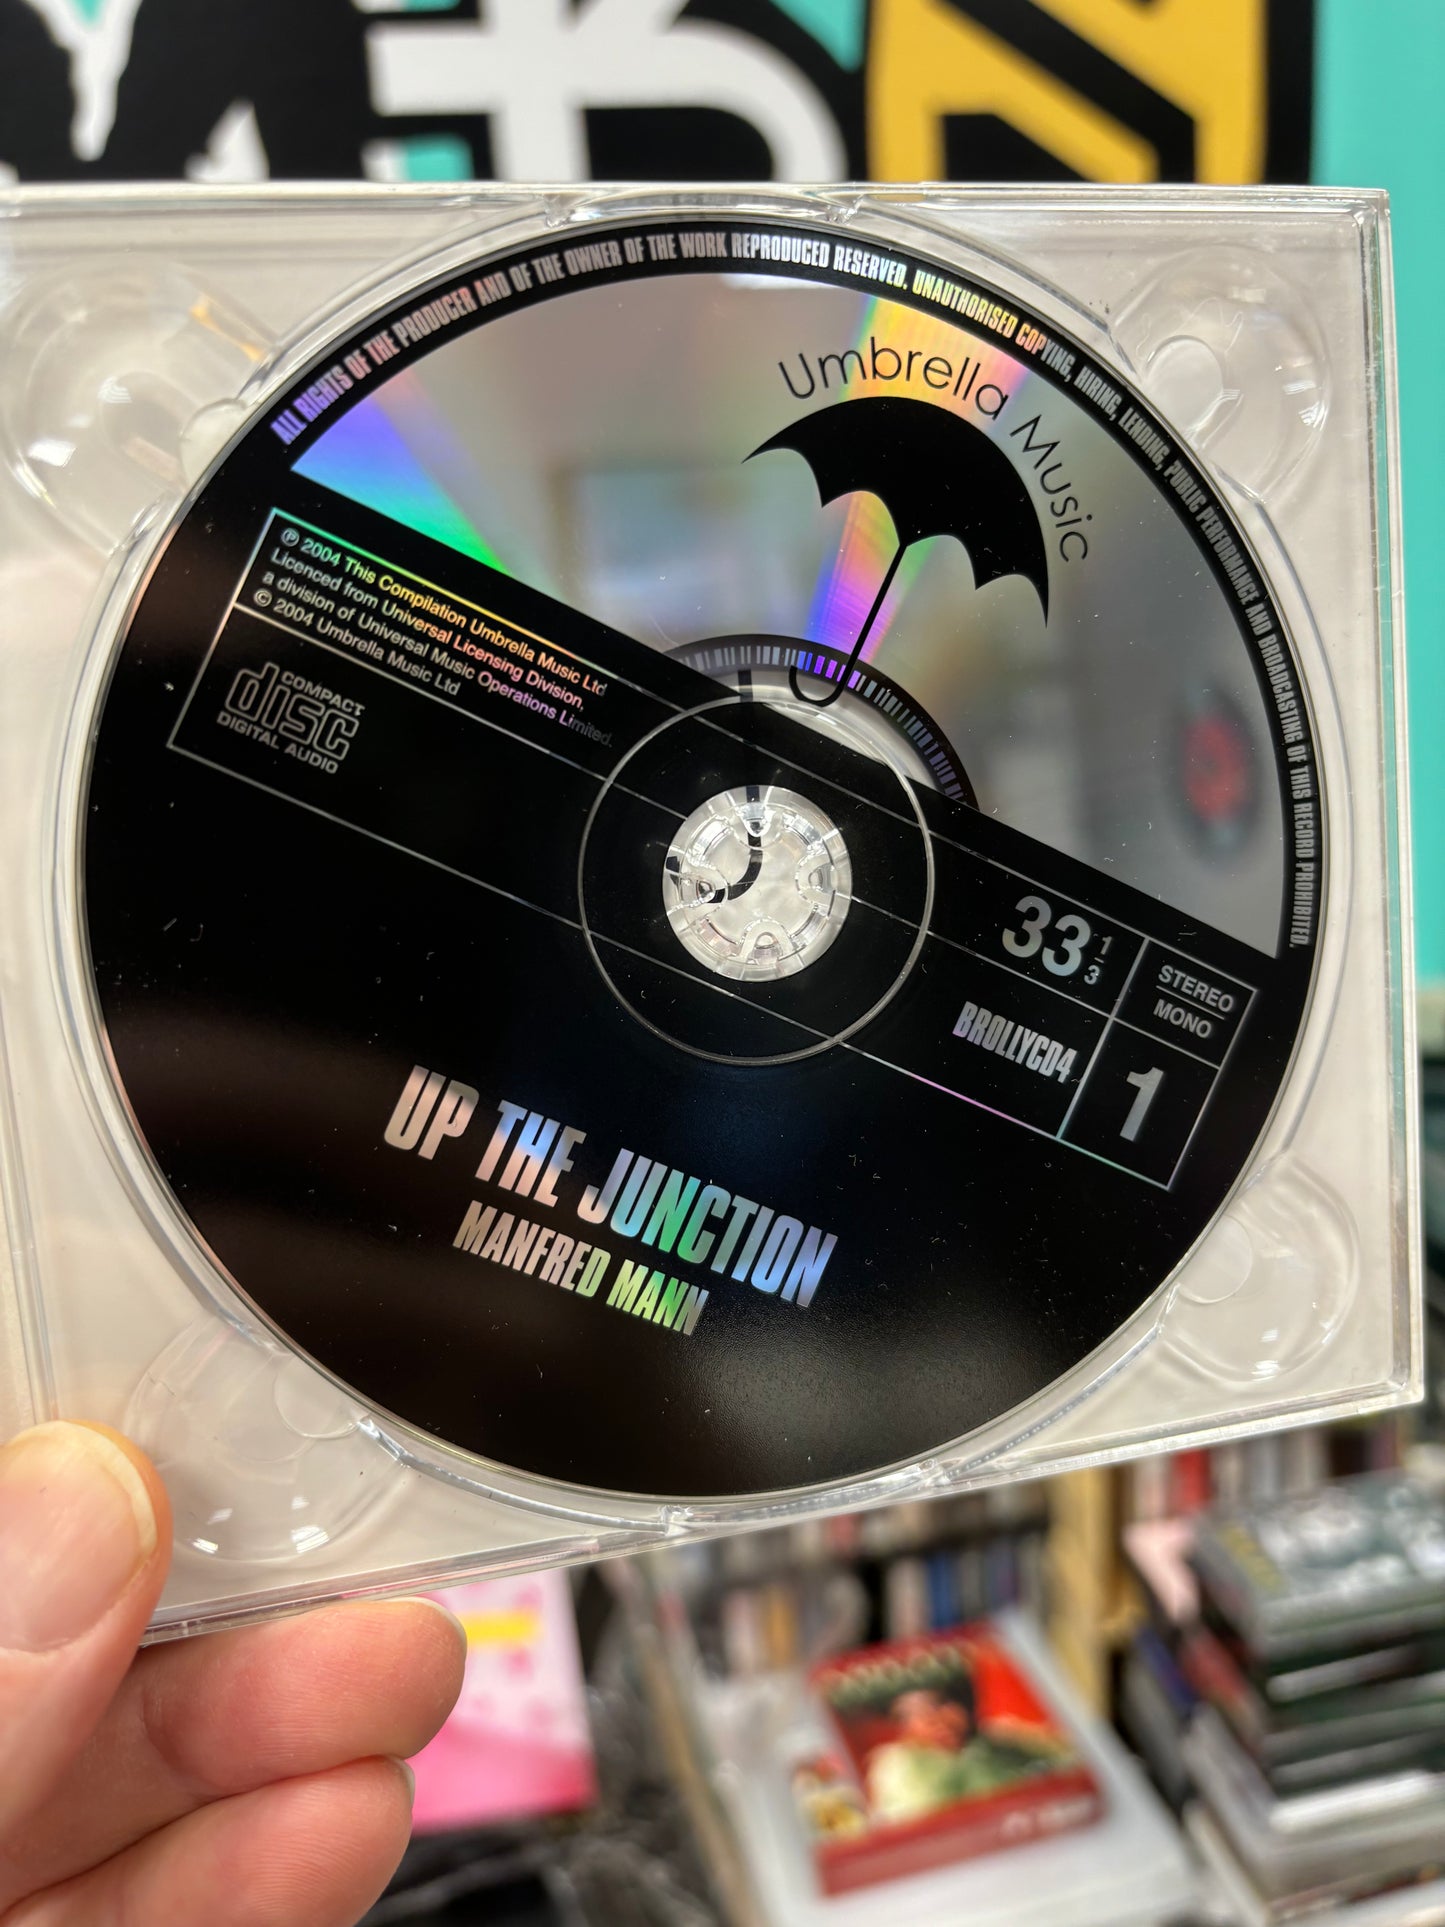 ALL RIGHTS OF THE PRODUCER AND OF THE OWNER OF THE WORK REPRODUCED RESERVED. UNAUTHORISED COPYING, HIRING, LENDING, PUBLIC PERFORMANCE AND BROADCASTING OF THIS RECORD PROHIBITED.
Umbrella Music
℗ 2004 This Compilation Umbrella Music Ltd
Licenced from Universal Licensing Division,
a division of Universal Music Operations Limited.
© 2004 Umbrella Music Ltd
COMPACT
disc
DIGITAL AUDIO
33 1/3
STEREO
MONO
BROLLYCD4
1
UP THE JUNCTION
MANFRED MANN